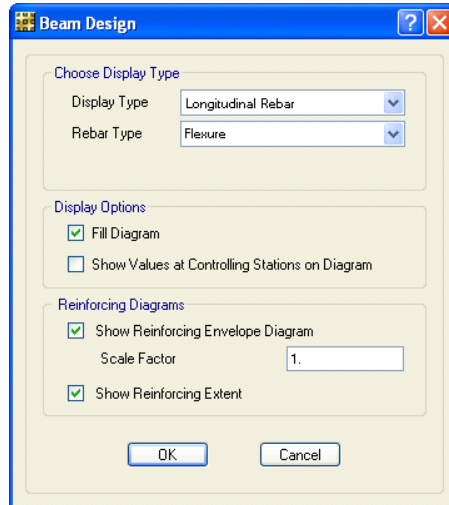 Beam Design
Choose Display Type
Display Type Longitudinal Rebar
Rebar Type Flexure
Display Options
Fill Diagram
Show Values at Controlling Stations on Diagram
Reinforcing Diagrams
Show Reinforcing Envelope Diagram
Scale Factor 1.
Show Reinforcing Extent
OK Cancel